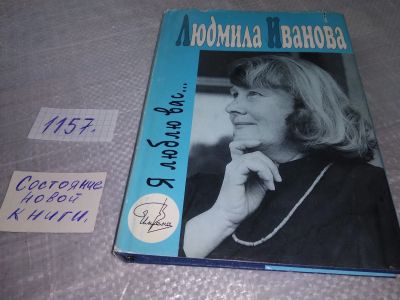 Людмила Иванова
Я люблю вас...
1157.
Состояние
новой
книги.